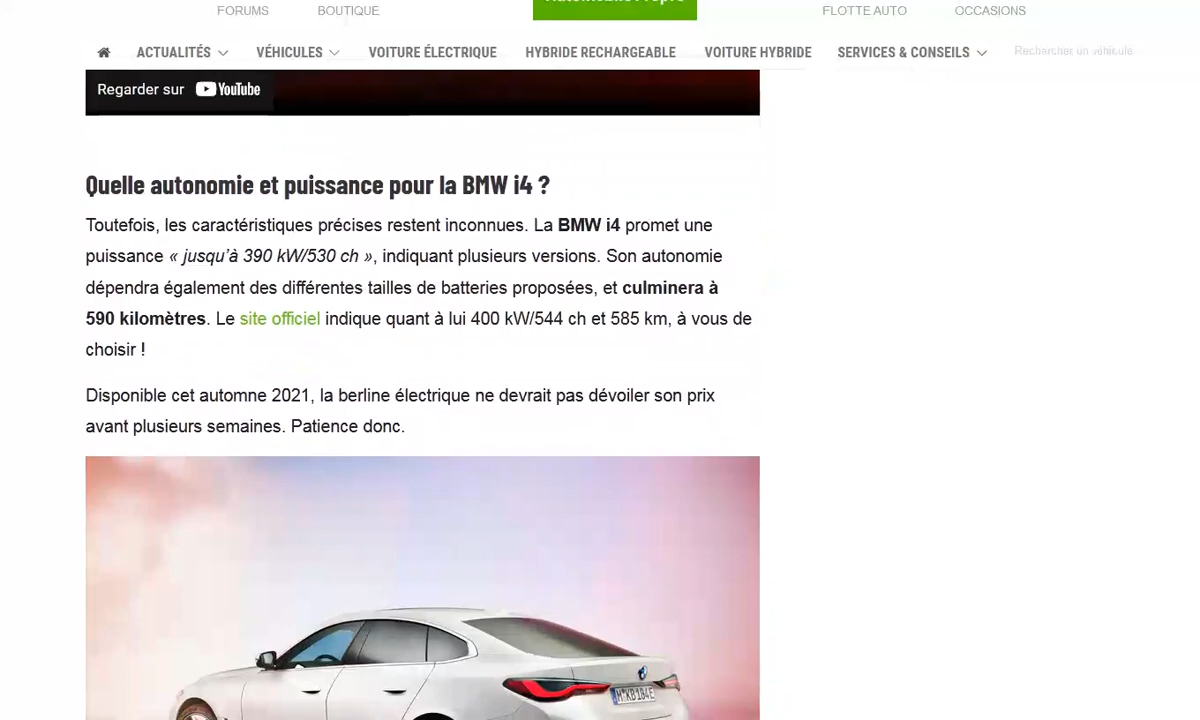 FORUMS BOUTIQUE FLOTTE AUTO OCCASIONS
ACTUALITÉS VÉHICULES VOITURE ÉLECTRIQUE HYBRIDE RECHARGEABLE VOITURE HYBRIDE SERVICES & CONSEILS Rechercher un véhicule
Regarder sur YouTube
Quelle autonomie et puissance pour la BMW i4 ?
Toutefois, les caractéristiques précises restent inconnues. La BMW i4 promet une
puissance « jusqu'à 390 kW/530 ch », indiquant plusieurs versions. Son autonomie
dépendra également des différentes tailles de batteries proposées, et culminera à
590 kilomètres. Le site officiel indique quant à lui 400 kW/544 ch et 585 km, à vous de
choisir !
Disponible cet automne 2021, la berline électrique ne devrait pas dévoiler son prix
avant plusieurs semaines. Patience donc.